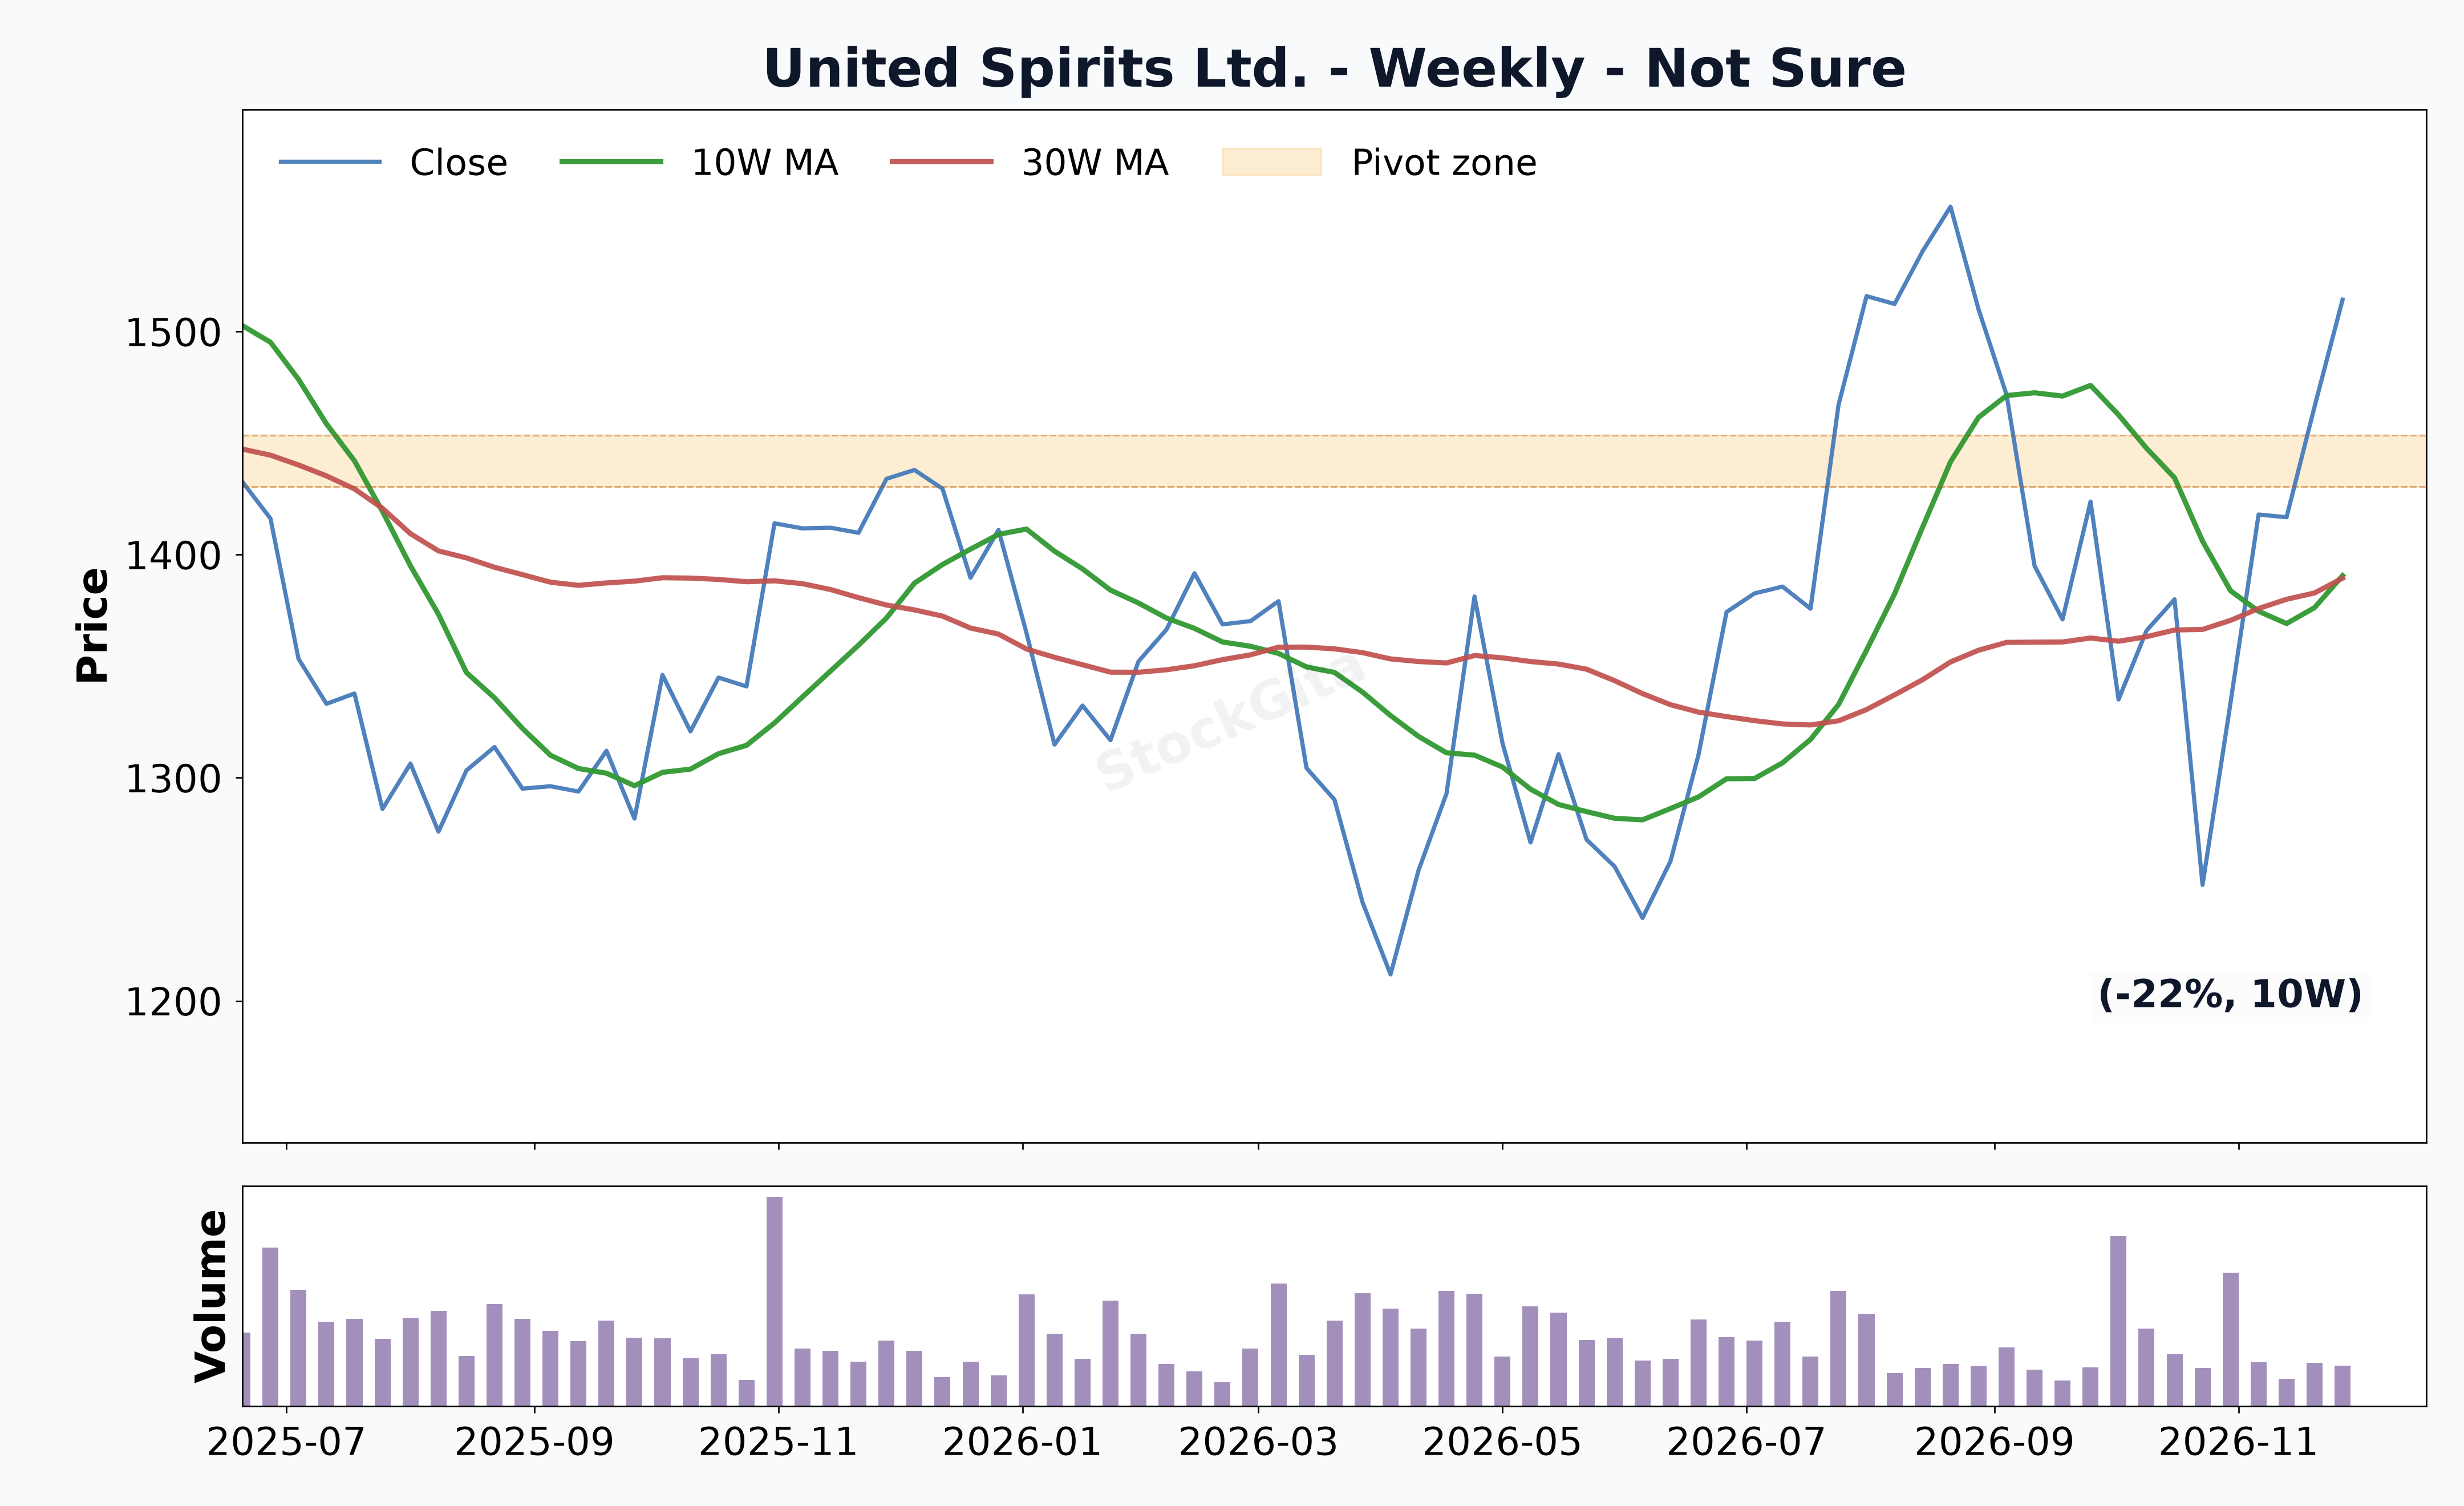 United Spirits Ltd. - Weekly - Not Sure
Close 10W MA 30W MA Pivot zone
Price
1500
1400
1300
1200
StockGita
(-22%, 10W)
Volume
2025-07 2025-09 2025-11 2026-01 2026-03 2026-05 2026-07 2026-09 2026-11